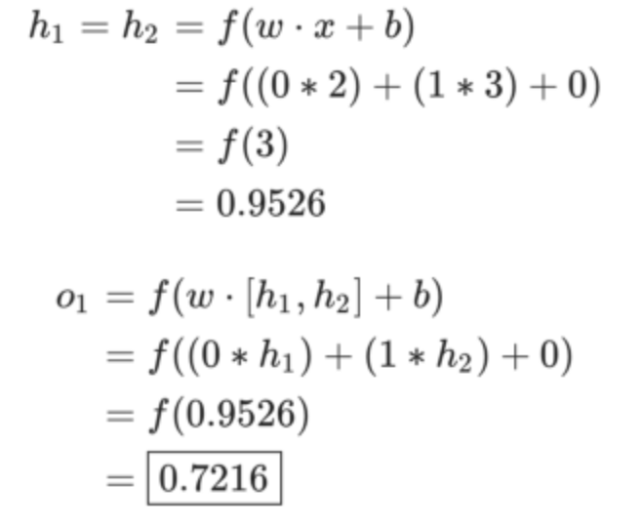 h₁ = h₂ = f(w · x + b)
= f((0 * 2) + (1 * 3) + 0)
= f(3)
= 0.9526
o₁ = f(w · [h₁, h₂] + b)
= f((0 * h₁) + (1 * h₂) + 0)
= f(0.9526)
= 0.7216